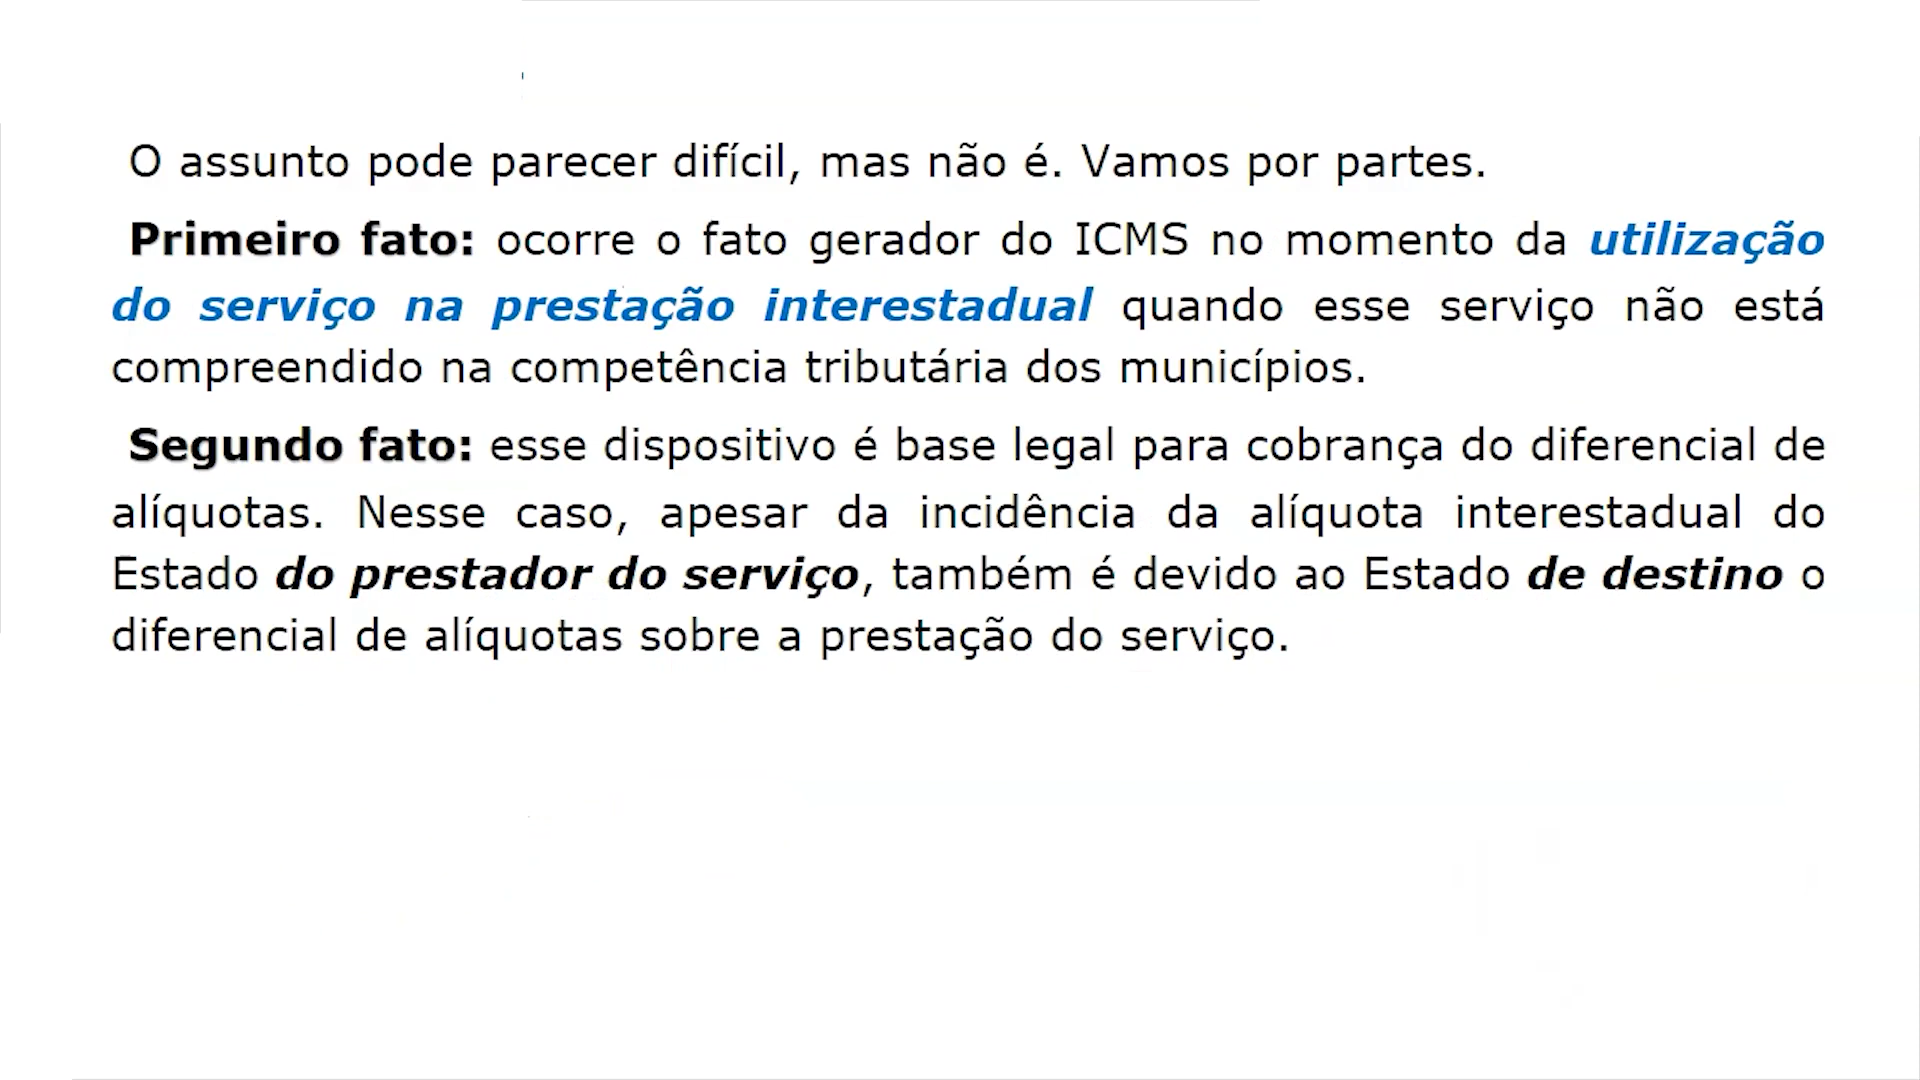 O assunto pode parecer difícil, mas não é. Vamos por partes.
Primeiro fato: ocorre o fato gerador do ICMS no momento da utilização
do serviço na prestação interestadual quando esse serviço não está
compreendido na competência tributária dos municípios.
Segundo fato: esse dispositivo é base legal para cobrança do diferencial de
alíquotas. Nesse caso, apesar da incidência da alíquota interestadual do
Estado do prestador do serviço, também é devido ao Estado de destino o
diferencial de alíquotas sobre a prestação do serviço.